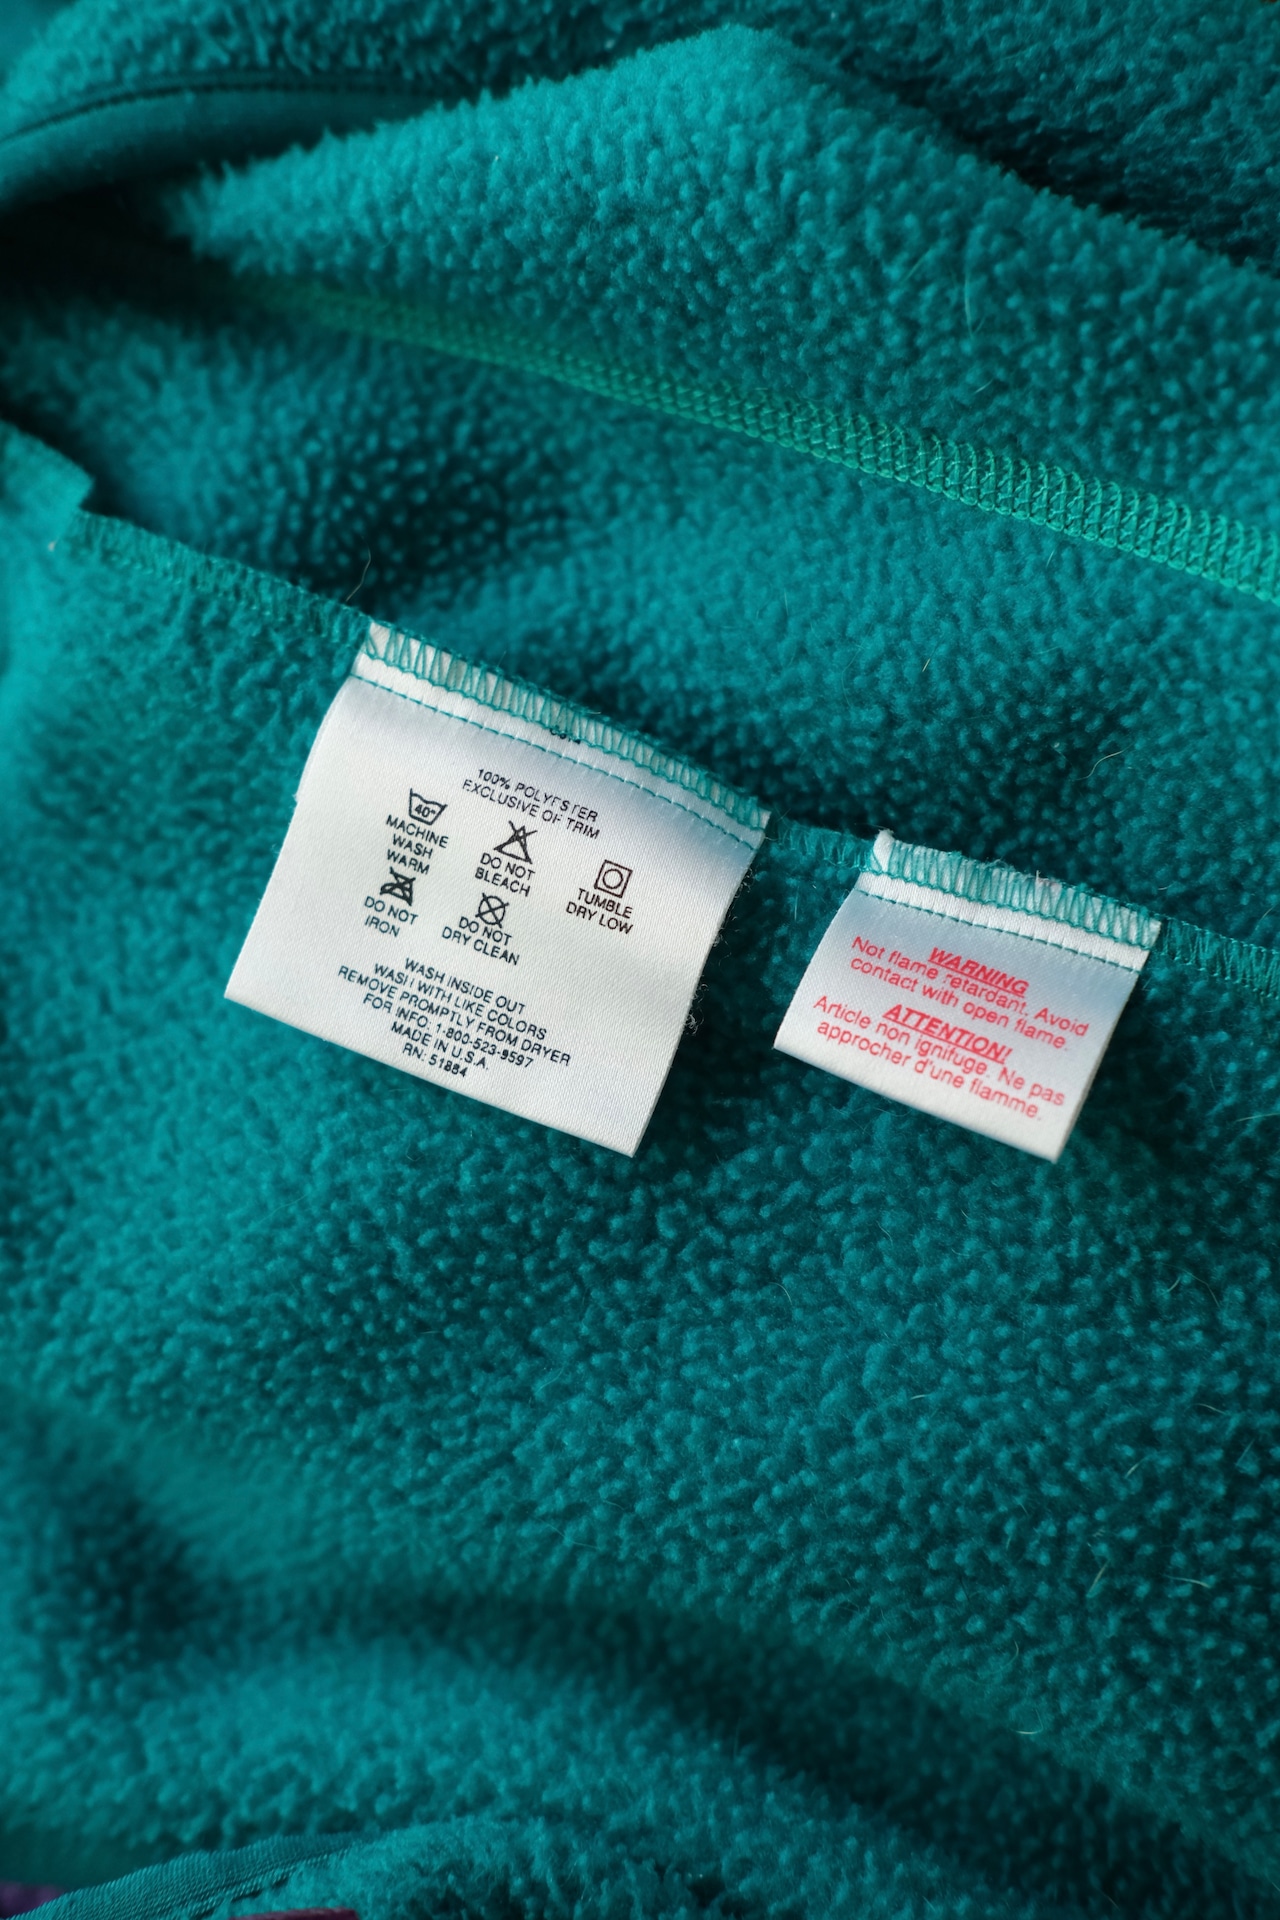 100% POLYESTER
EXCLUSIVE OF TRIM
40°
MACHINE
WASH
WARM
DO NOT
BLEACH
TUMBLE
DRY LOW
DO NOT
IRON
DO NOT
DRY CLEAN
WASH INSIDE OUT
WASH WITH LIKE COLORS
REMOVE PROMPTLY FROM DRYER
FOR INFO: 1-800-523-9597
MADE IN U.S.A.
RN: 51884
WARNING
Not flame retardant. Avoid
contact with open flame.
ATTENTION!
Article non ignifuge. Ne pas
approcher d'une flamme.